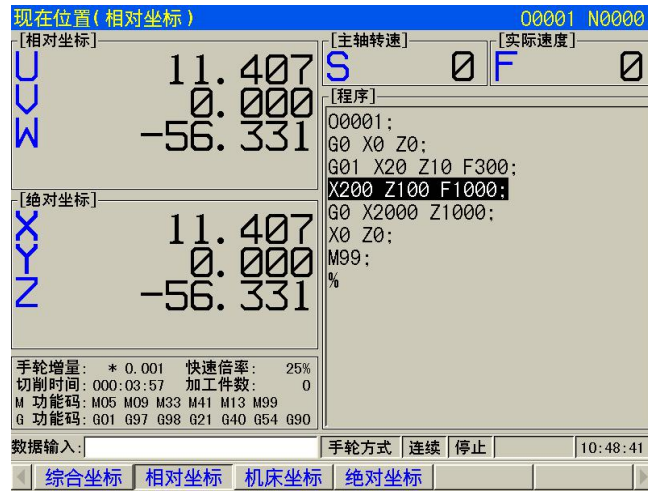 现在位置(相对坐标) O0001 N0000
[相对坐标]
U 11.407
V 0.000
W -56.331
[绝对坐标]
X 11.407
Y 0.000
Z -56.331
手轮增量: * 0.001 快速倍率: 25%
切削时间: 000:03:57 加工件数: 0
M 功能码: M05 M09 M33 M41 M13 M99
G 功能码: G01 G97 G98 G21 G40 G54 G90
[主轴转速] [实际速度]
S 0 F 0
[程序]
O0001;
G0 X0 Z0;
G01 X20 Z10 F300;
X200 Z100 F1000;
G0 X2000 Z1000;
X0 Z0;
M99;
%
数据输入: 手轮方式 连续 停止 10:48:41
综合坐标 相对坐标 机床坐标 绝对坐标